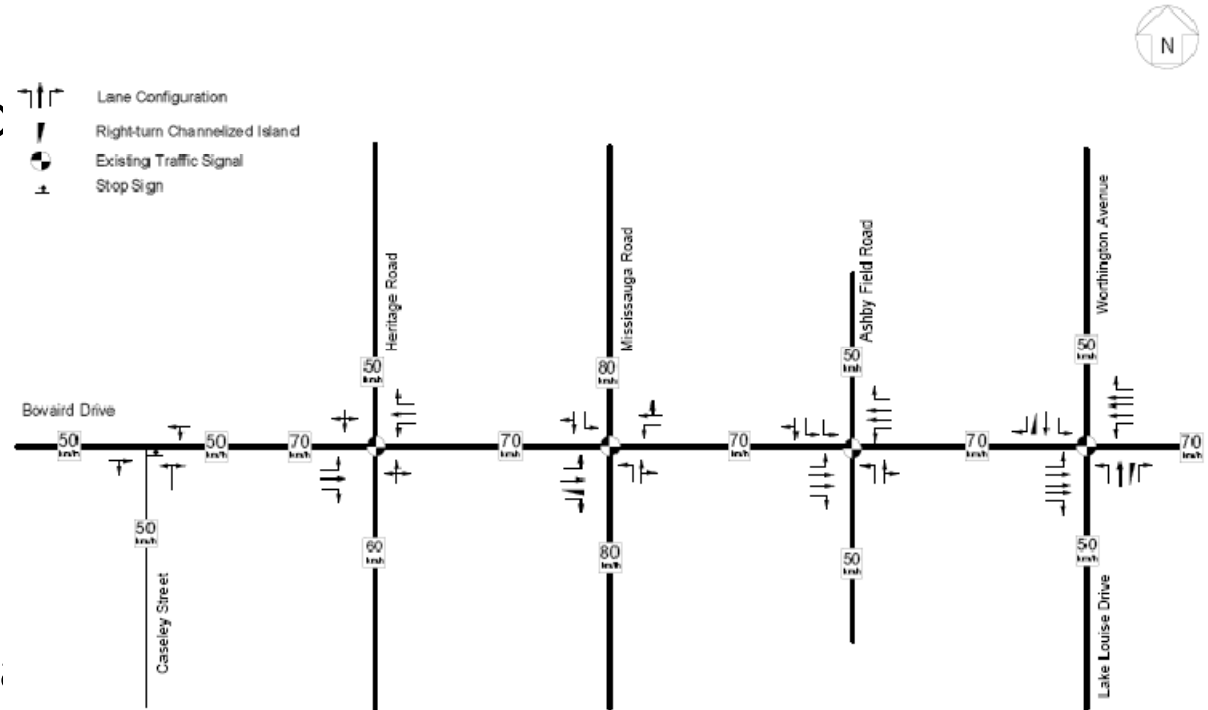 N
Lane Configuration
Right-turn Channelized Island
Existing Traffic Signal
Stop Sign
Heritage Road
Mississauga Road
Ashby Field Road
Worthington Avenue
50 km/h
80 km/h
50 km/h
50 km/h
Bovaird Drive
50 km/h
50 km/h
70 km/h
70 km/h
70 km/h
70 km/h
70 km/h
50 km/h
60 km/h
80 km/h
50 km/h
50 km/h
Caseley Street
Lake Louise Drive